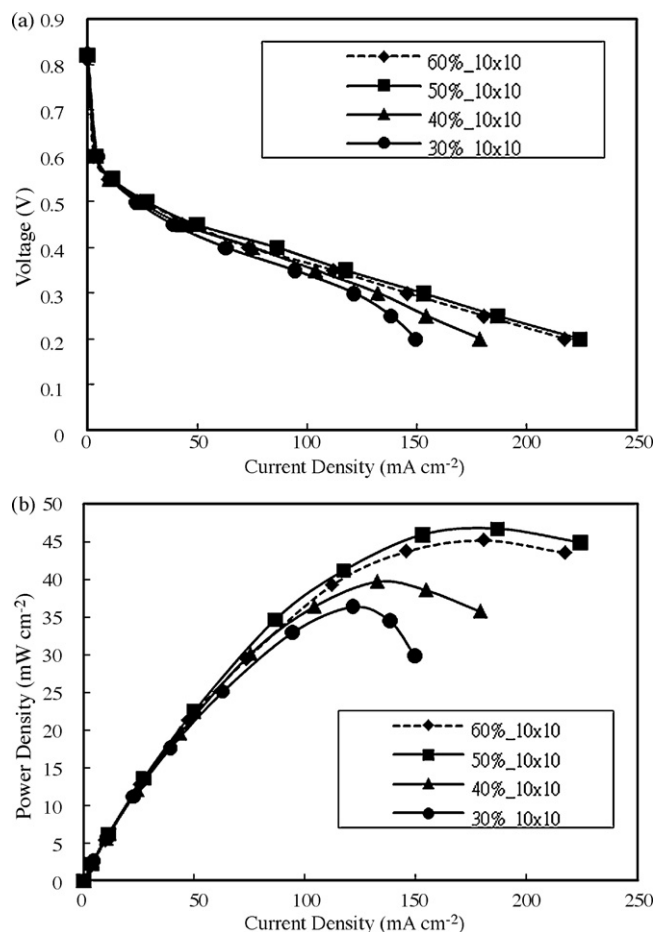 (a)
0.9
0.8
0.7
0.6
0.5
0.4
0.3
0.2
0.1
0
Voltage (V)
60%_10x10
50%_10x10
40%_10x10
30%_10x10
0 50 100 150 200 250
Current Density (mA cm-2)
(b)
50
45
40
35
30
25
20
15
10
5
0
Power Density (mW cm-2)
60%_10x10
50%_10x10
40%_10x10
30%_10x10
0 50 100 150 200 250
Current Density (mA cm-2)